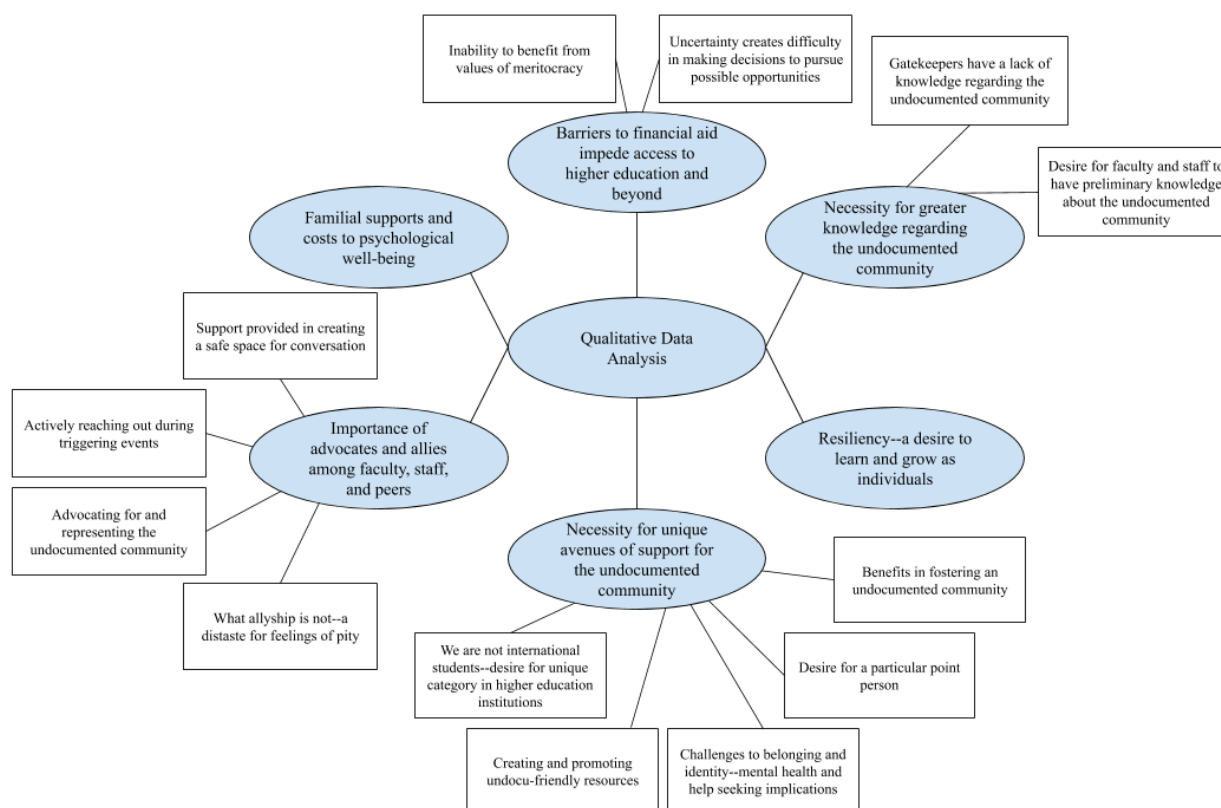 Inability to benefit from
values of meritocracy
Uncertainty creates difficulty
in making decisions to pursue
possible opportunities
Gatekeepers have a lack of
knowledge regarding the
undocumented community
Barriers to financial aid
impede access to
higher education and
beyond
Desire for faculty and staff to
have preliminary knowledge
about the undocumented
community
Familial supports and
costs to psychological
well-being
Necessity for greater
knowledge regarding
the undocumented
community
Support provided in creating
a safe space for conversation
Qualitative Data
Analysis
Actively reaching out during
triggering events
Importance of
advocates and allies
among faculty, staff,
and peers
Resiliency--a desire to
learn and grow as
individuals
Advocating for and
representing the
undocumented community
Necessity for unique
avenues of support for
the undocumented
community
Benefits in fostering an
undocumented community
What allyship is not--a
distaste for feelings of pity
We are not international
students--desire for unique
category in higher education
institutions
Desire for a particular point
person
Creating and promoting
undocu-friendly resources
Challenges to belonging and
identity--mental health and
help seeking implications